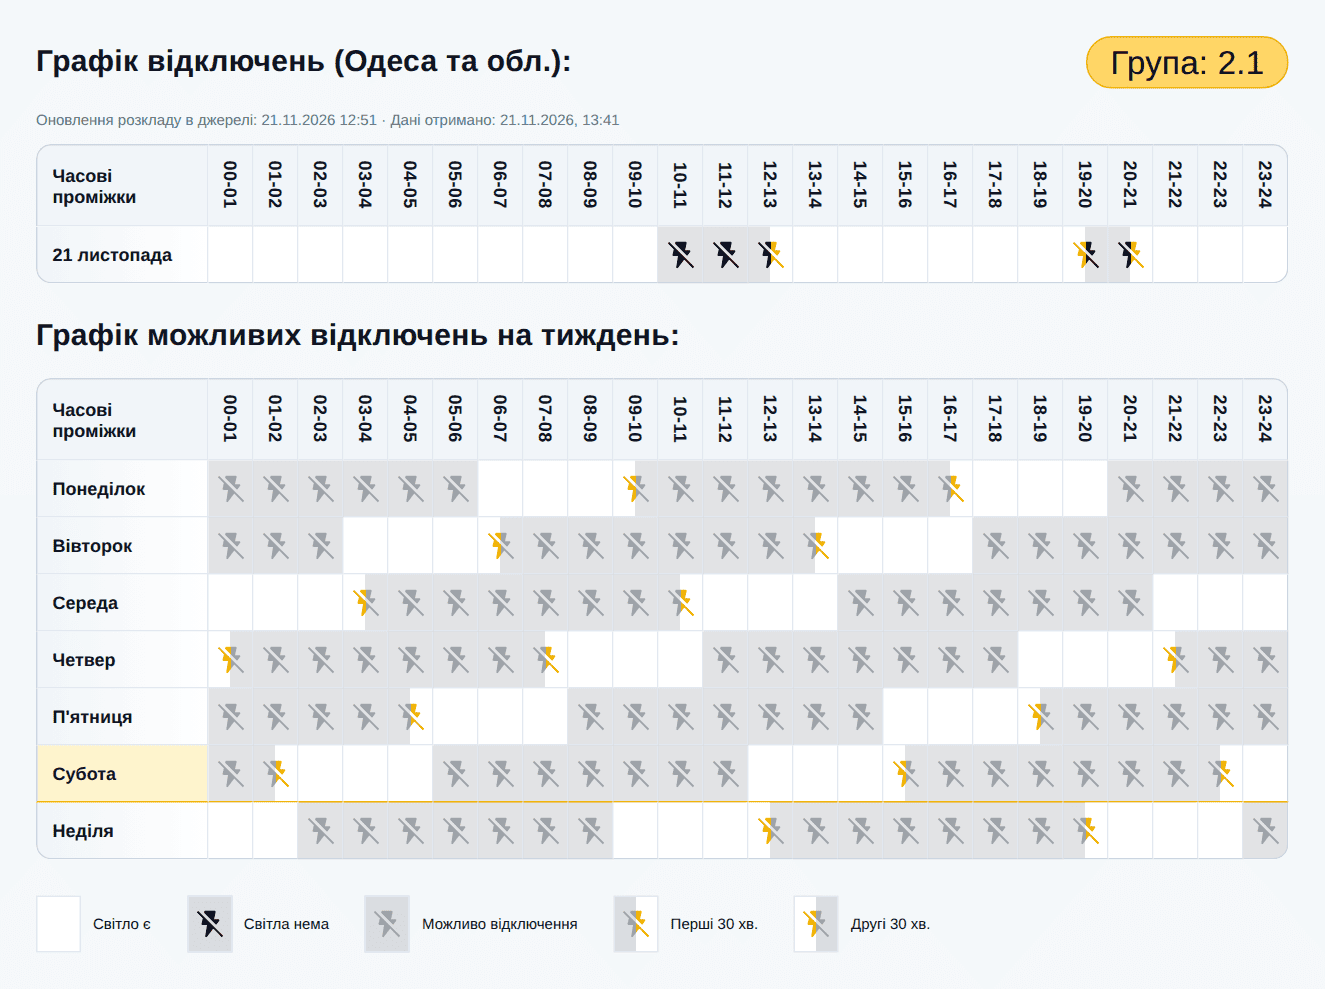 Графік відключень (Одеса та обл.):
Група: 2.1
Оновлення розкладу в джерелі: 21.11.2026 12:51 · Дані отримано: 21.11.2026, 13:41
Часові
проміжки
00-01 01-02 02-03 03-04 04-05 05-06 06-07 07-08 08-09 09-10 10-11 11-12 12-13 13-14 14-15 15-16 16-17 17-18 18-19 19-20 20-21 21-22 22-23 23-24
21 листопада
Графік можливих відключень на тиждень:
Часові
проміжки
00-01 01-02 02-03 03-04 04-05 05-06 06-07 07-08 08-09 09-10 10-11 11-12 12-13 13-14 14-15 15-16 16-17 17-18 18-19 19-20 20-21 21-22 22-23 23-24
Понеділок
Вівторок
Середа
Четвер
П'ятниця
Субота
Неділя
Світло є
Світла нема
Можливо відключення
Перші 30 хв.
Другі 30 хв.